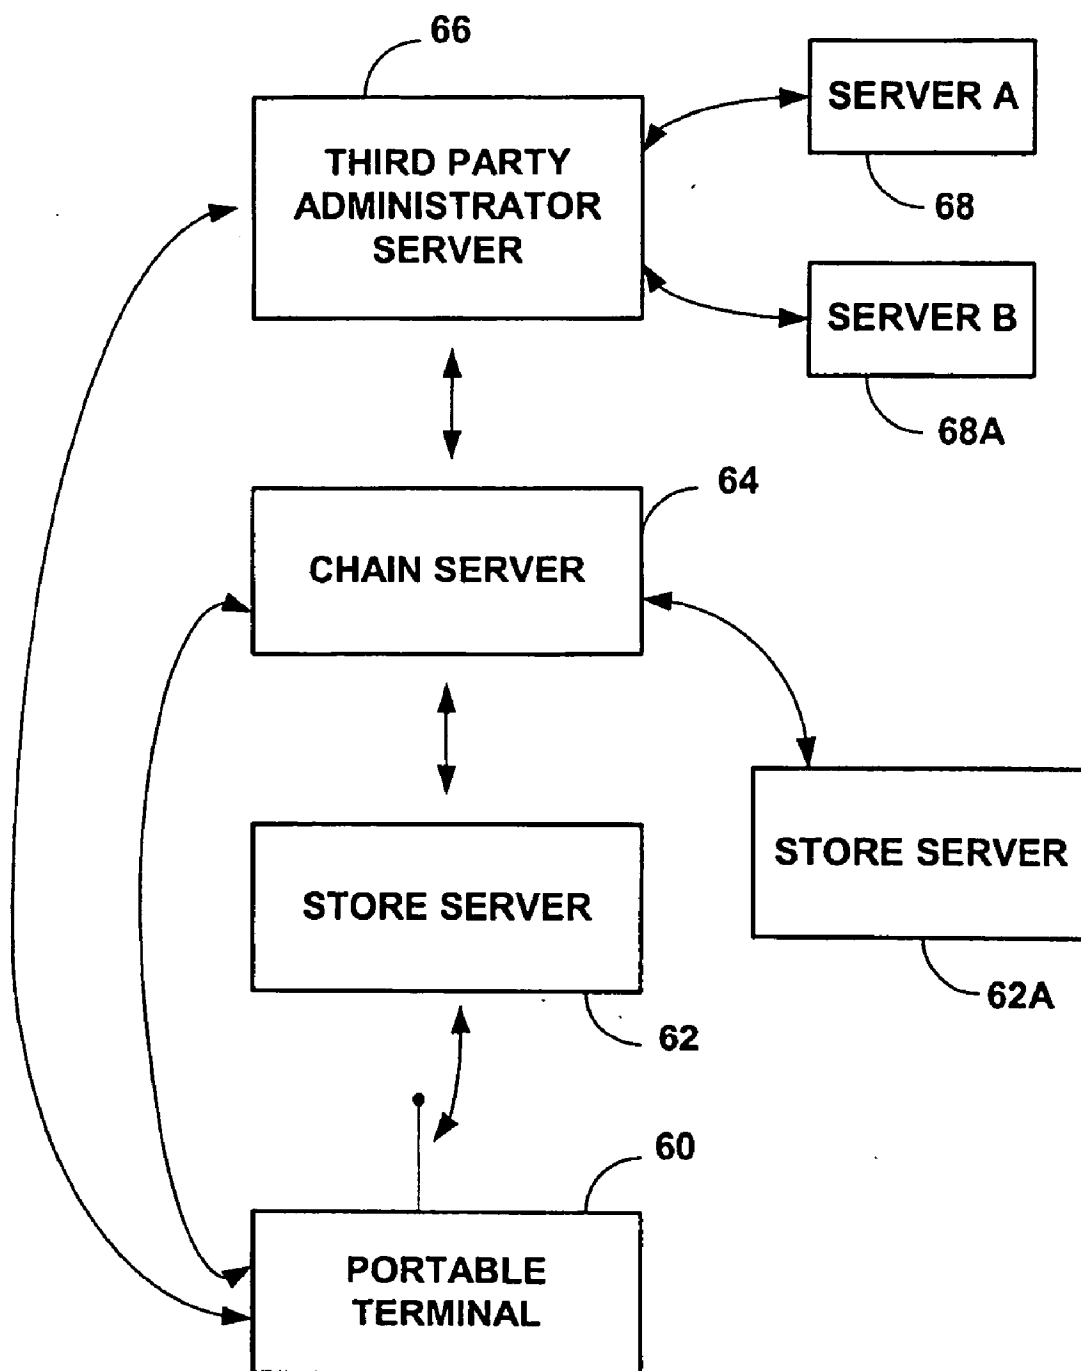 66
THIRD PARTY
ADMINISTRATOR
SERVER
SERVER A
68
SERVER B
68A
64
CHAIN SERVER
STORE SERVER
62
STORE SERVER
62A
60
PORTABLE
TERMINAL